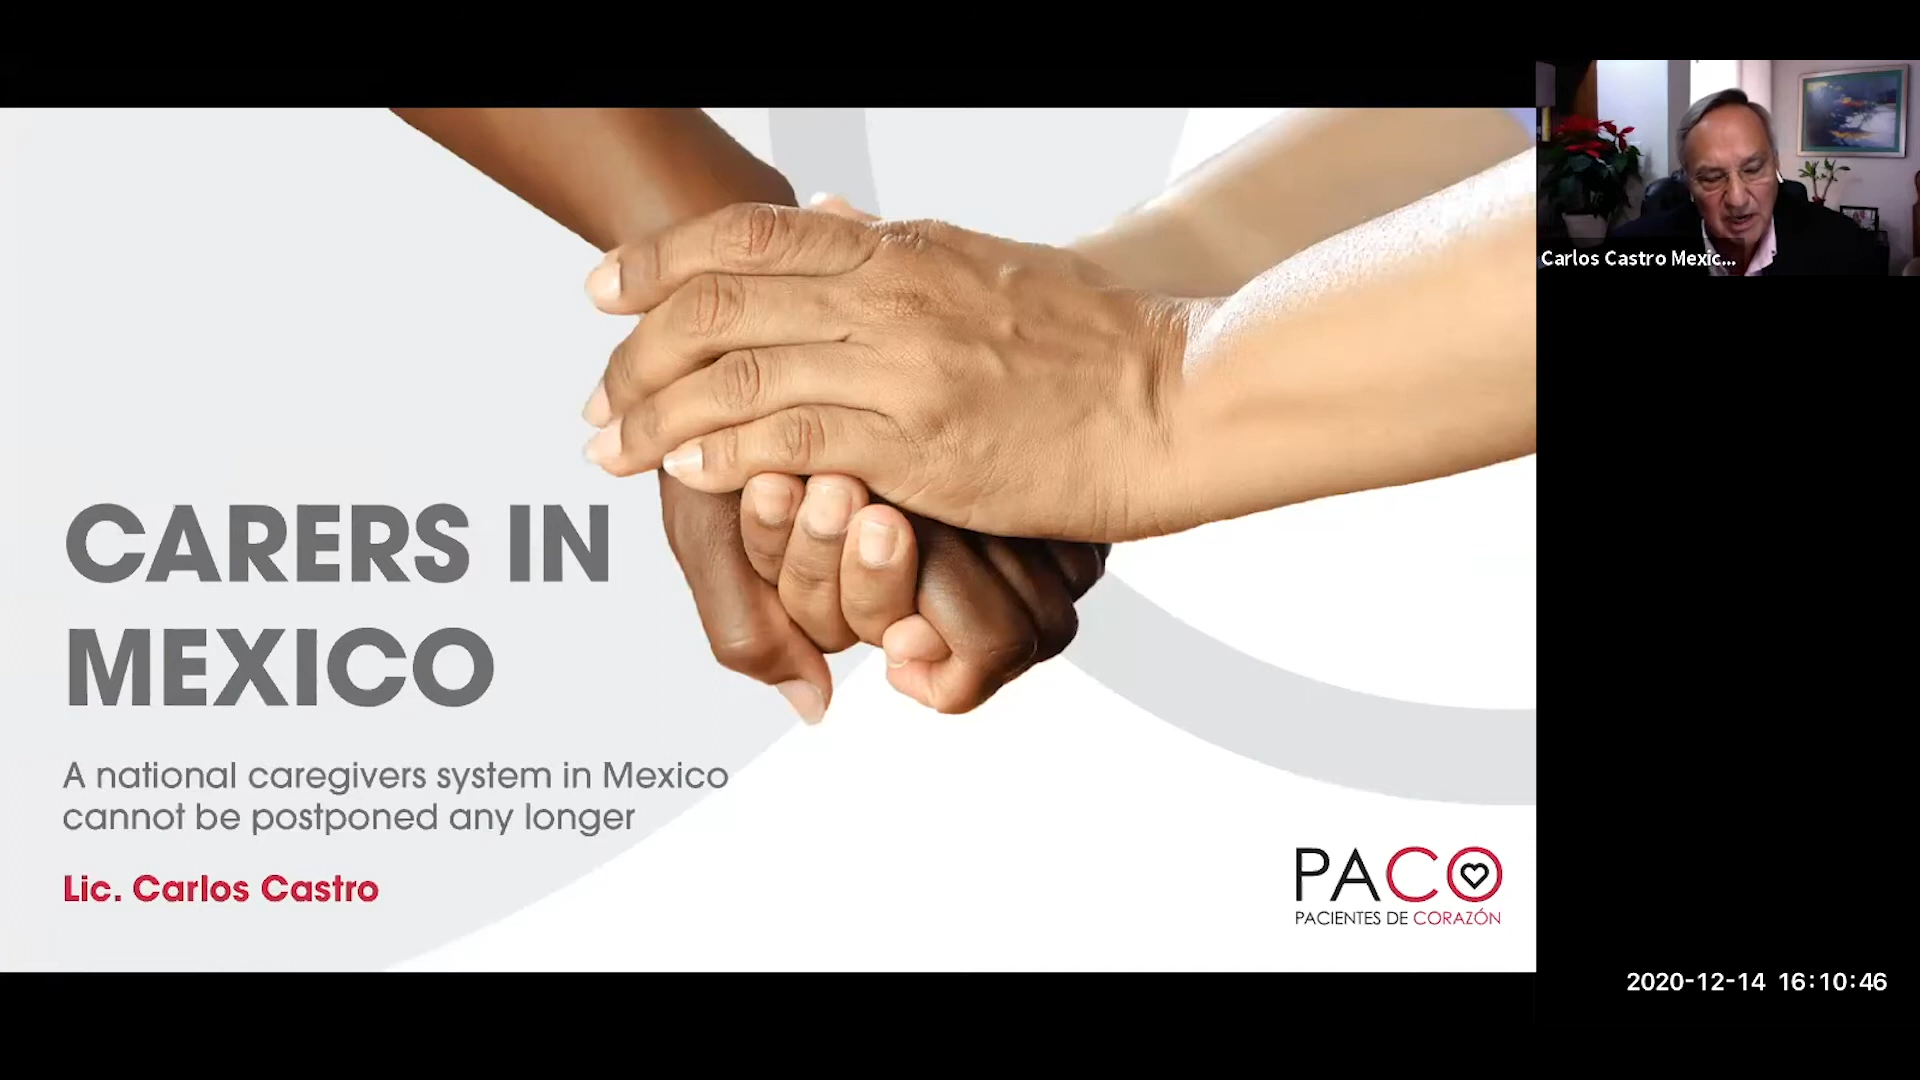 CARERS IN
MEXICO
A national caregivers system in Mexico
cannot be postponed any longer
Lic. Carlos Castro
PACO
PACIENTES DE CORAZÓN
Carlos Castro Mexic...
2020-12-14 16:10:46